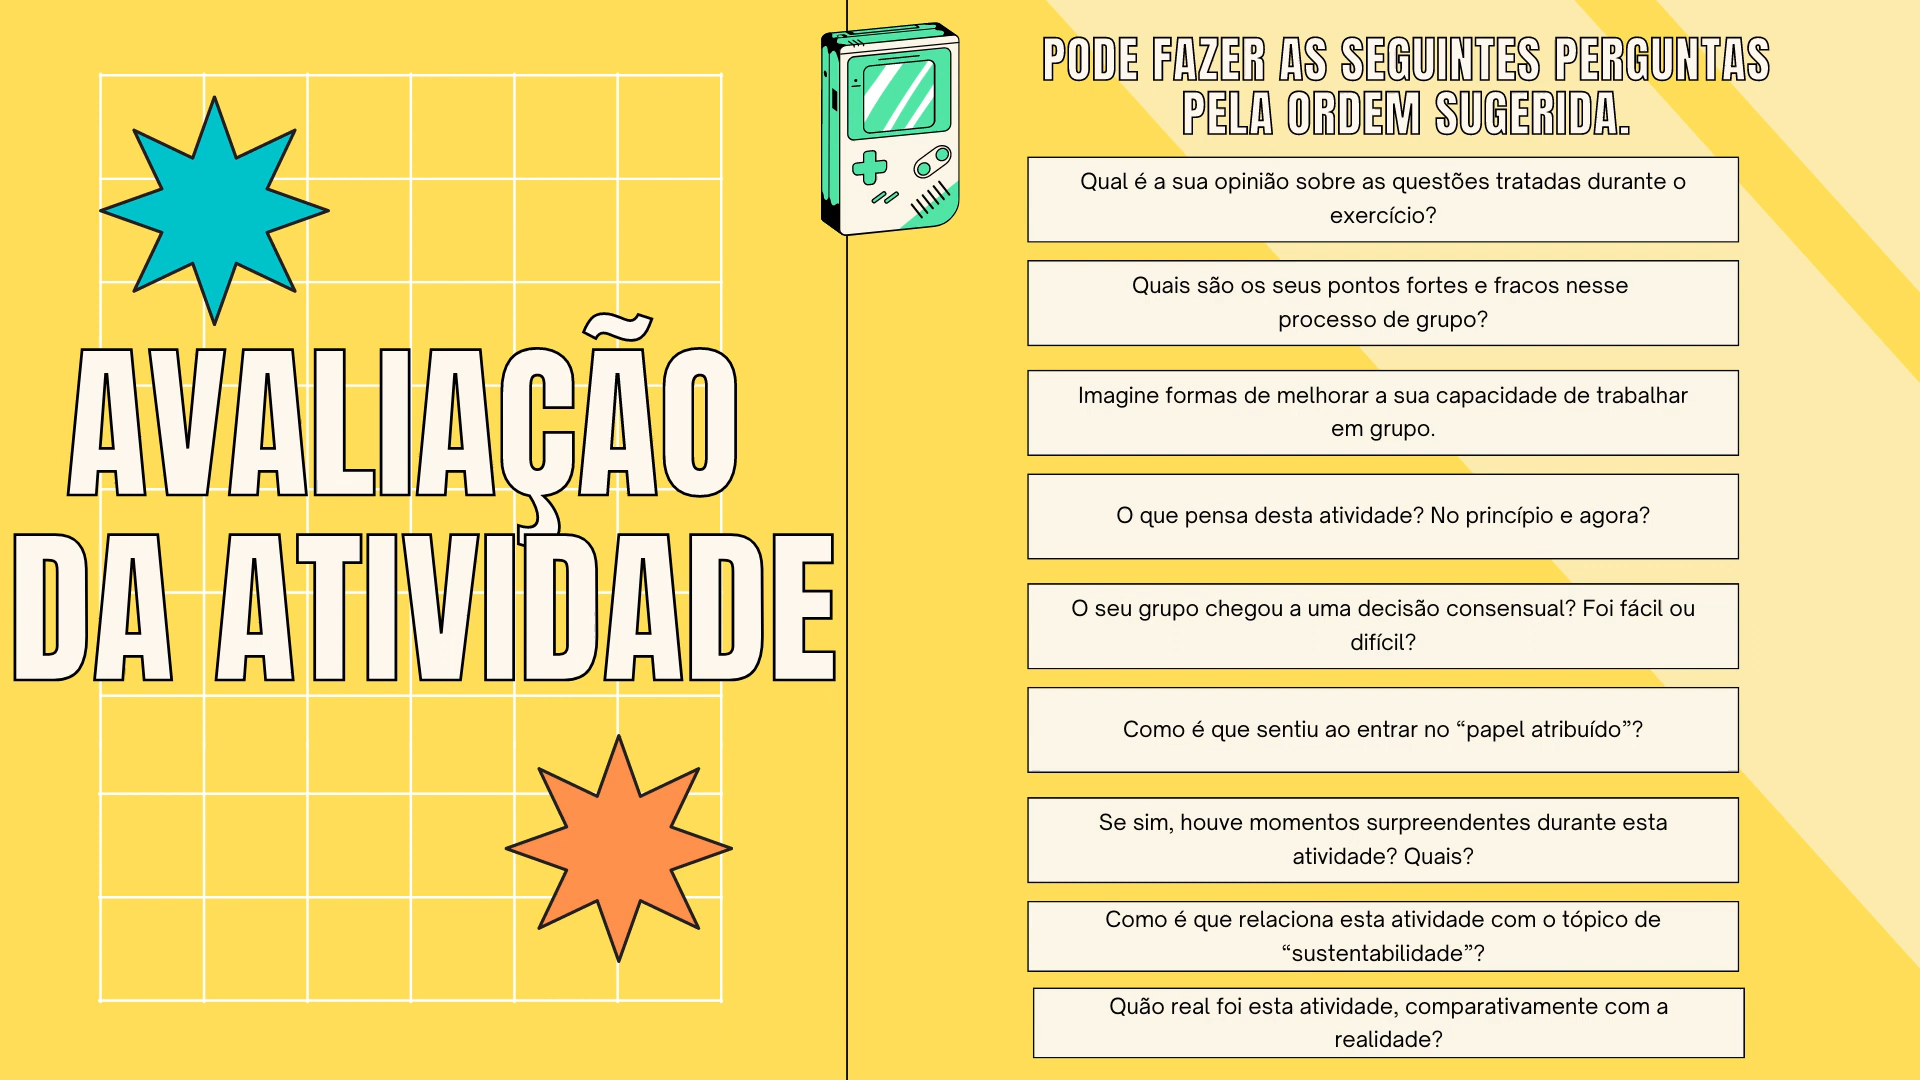 AVALIAÇÃO
DA ATIVIDADE
PODE FAZER AS SEGUINTES PERGUNTAS
PELA ORDEM SUGERIDA.
Qual é a sua opinião sobre as questões tratadas durante o
exercício?
Quais são os seus pontos fortes e fracos nesse
processo de grupo?
Imagine formas de melhorar a sua capacidade de trabalhar
em grupo.
O que pensa desta atividade? No princípio e agora?
O seu grupo chegou a uma decisão consensual? Foi fácil ou
difícil?
Como é que sentiu ao entrar no “papel atribuído”?
Se sim, houve momentos surpreendentes durante esta
atividade? Quais?
Como é que relaciona esta atividade com o tópico de
“sustentabilidade”?
Quão real foi esta atividade, comparativamente com a
realidade?